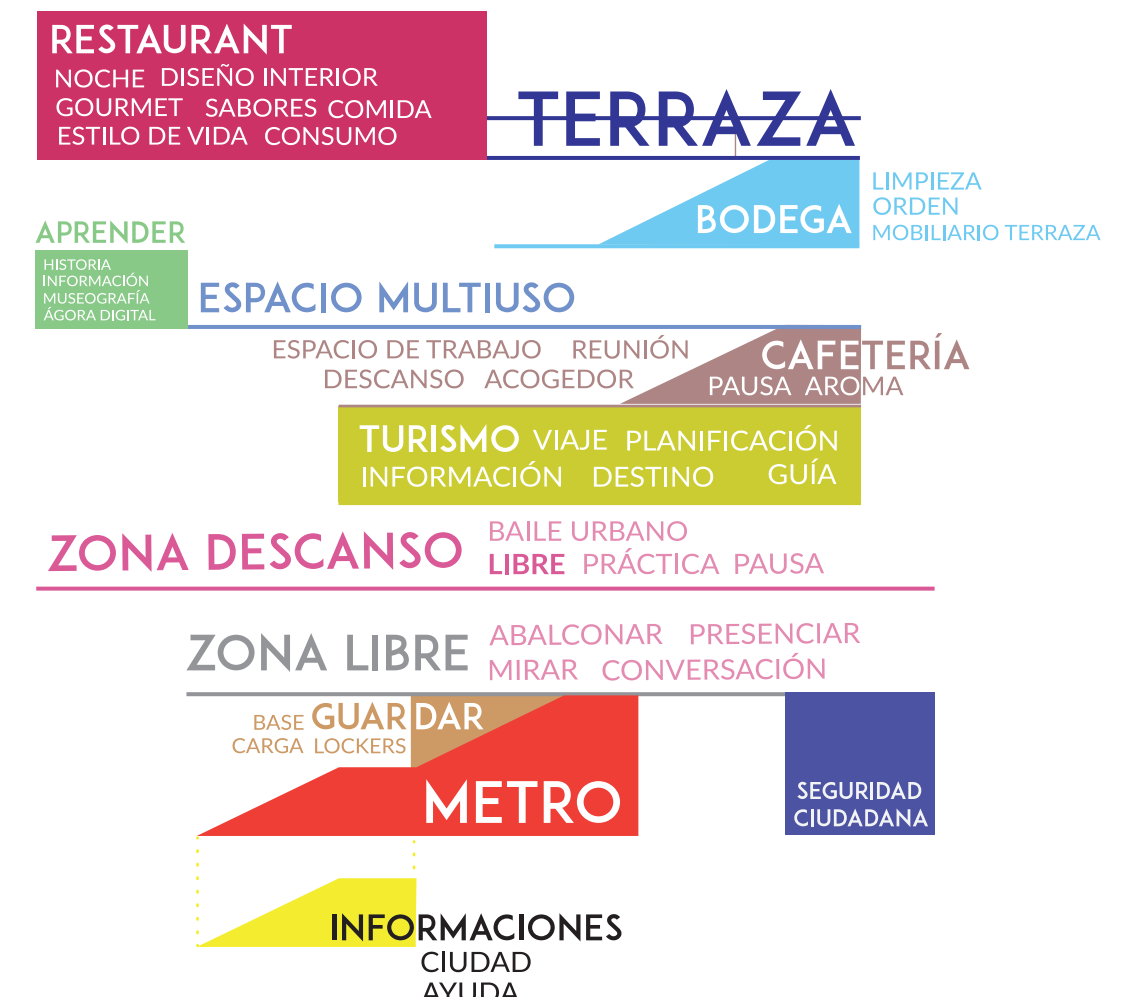 RESTAURANT
NOCHE DISEÑO INTERIOR
GOURMET SABORES COMIDA
ESTILO DE VIDA CONSUMO
TERRAZA
BODEGA
LIMPIEZA
ORDEN
MOBILIARIO TERRAZA
APRENDER
HISTORIA
INFORMACIÓN
MUSEOGRAFÍA
ÁGORA DIGITAL
ESPACIO MULTIUSO
ESPACIO DE TRABAJO REUNIÓN
DESCANSO ACOGEDOR
CAFETERÍA
PAUSA AROMA
TURISMO VIAJE PLANIFICACIÓN
INFORMACIÓN DESTINO GUÍA
ZONA DESCANSO
BAILE URBANO
LIBRE PRÁCTICA PAUSA
ZONA LIBRE
ABALCONAR PRESENCIAR
MIRAR CONVERSACIÓN
BASE GUARDAR
CARGA LOCKERS
METRO
SEGURIDAD
CIUDADANA
INFORMACIONES
CIUDAD
AYUDA